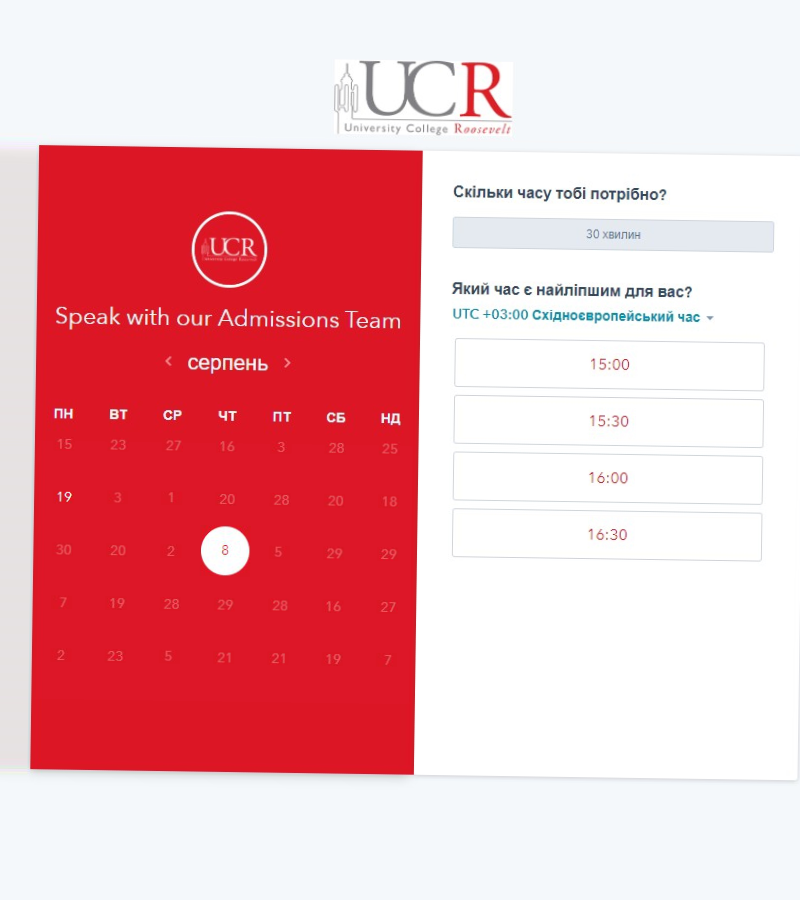 UCR
University College Roosevelt
UCR
University College Roosevelt
Speak with our Admissions Team
серпень
ПН ВТ СР ЧТ ПТ СБ НД
15 23 27 16 3 28 25
19 3 1 20 28 20 18
30 20 2 8 5 29 29
7 19 28 29 28 16 27
2 23 5 21 21 19 7
Скільки часу тобі потрібно?
30 хвилин
Який час є найліпшим для вас?
UTC +03:00 Східноєвропейський час
15:00
15:30
16:00
16:30